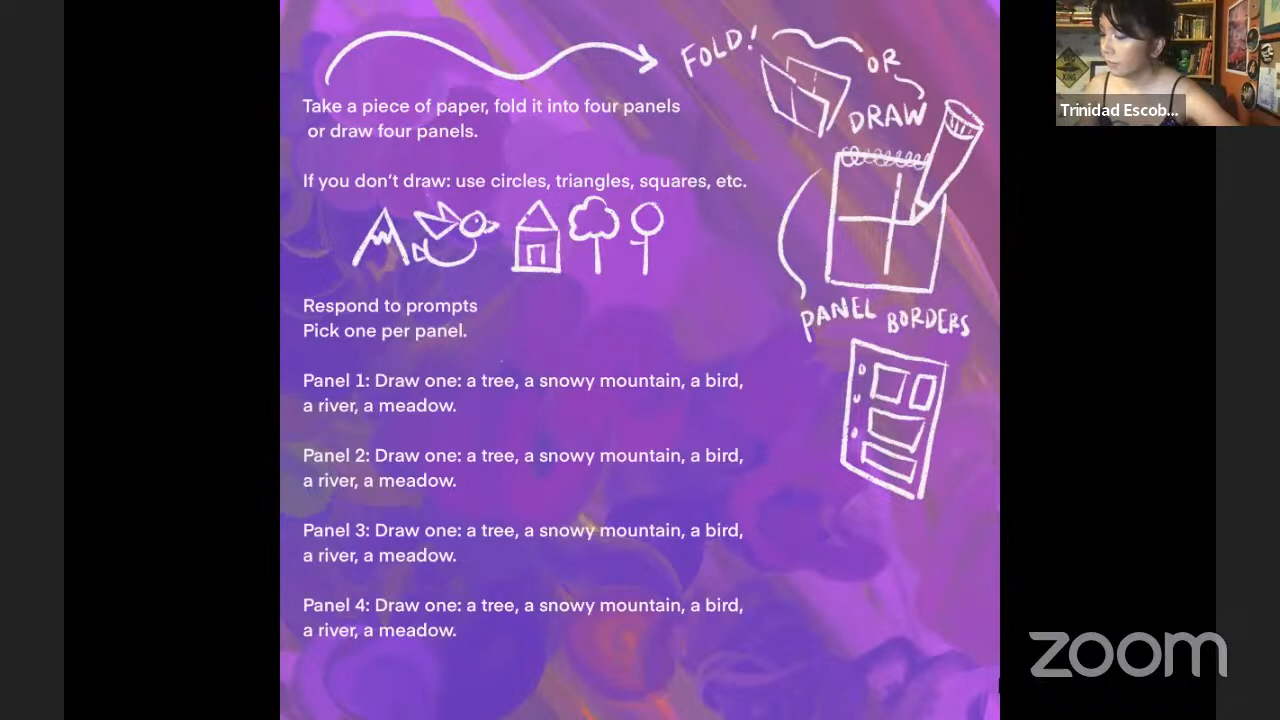 FOLD!
OR
DRAW
Take a piece of paper, fold it into four panels
or draw four panels.
If you don't draw: use circles, triangles, squares, etc.
PANEL BORDERS
Respond to prompts
Pick one per panel.
Panel 1: Draw one: a tree, a snowy mountain, a bird,
a river, a meadow.
Panel 2: Draw one: a tree, a snowy mountain, a bird,
a river, a meadow.
Panel 3: Draw one: a tree, a snowy mountain, a bird,
a river, a meadow.
Panel 4: Draw one: a tree, a snowy mountain, a bird,
a river, a meadow.
Trinidad Escob...
zoom